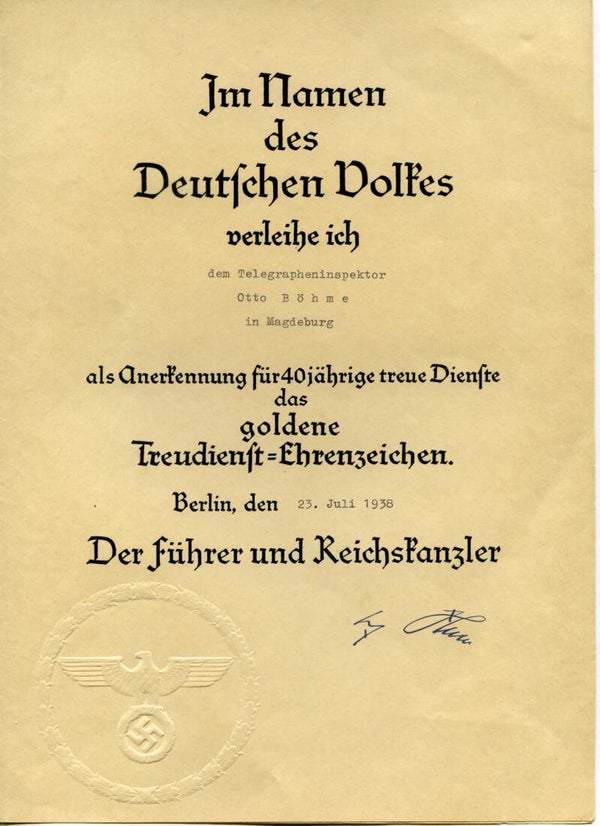 Im Namen
des
Deutschen Volkes
verleihe ich
dem Telegrapheninspektor
Otto B ö h m e
in Magdeburg
als Anerkennung für 40jährige treue Dienste
das
goldene
Treudienst=Ehrenzeichen.
Berlin, den 23. Juli 1938
Der Führer und Reichskanzler